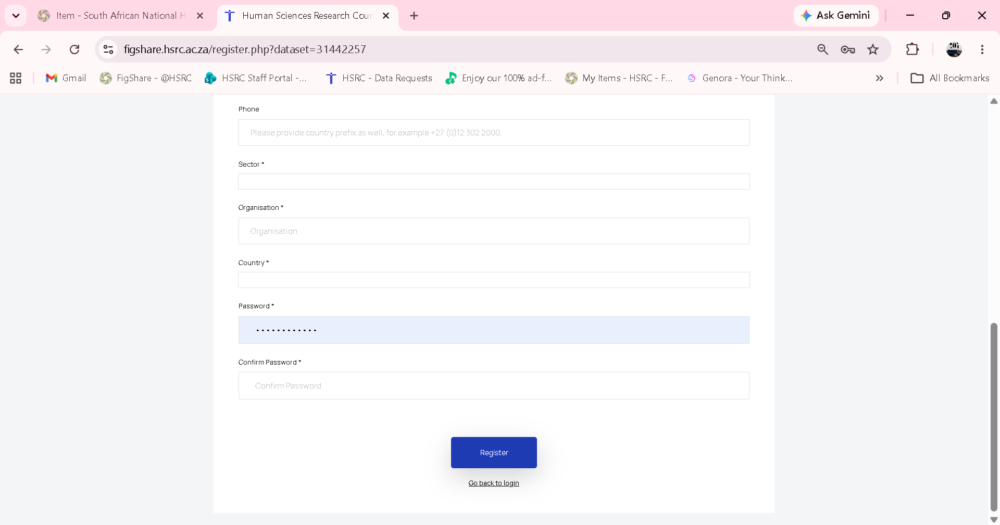 Item - South African National H
Human Sciences Research Cour
Ask Gemini
figshare.hsrc.ac.za/register.php?dataset=31442257
Gmail
FigShare - @HSRC
HSRC Staff Portal -...
HSRC - Data Requests
Enjoy our 100% ad-f...
My Items - HSRC - F...
Genora - Your Think...
»
All Bookmarks
Phone
Please provide country prefix as well, for example +27 (0)12 302 2000.
Sector *
Organisation *
Organisation
Country *
Password *
Confirm Password *
Confirm Password
Register
Go back to login